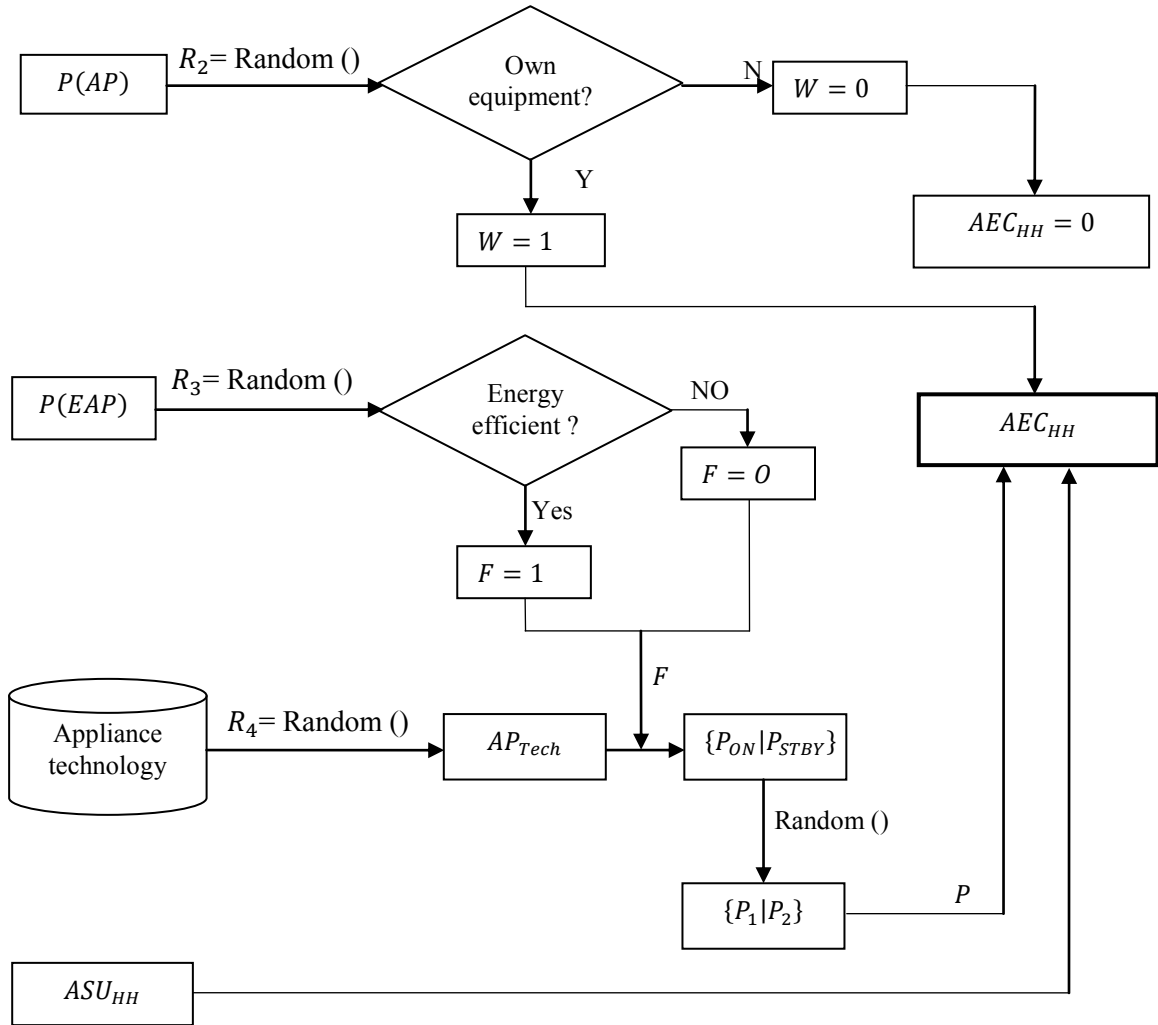 P(AP)
R₂= Random ()
Own
equipment?
N
W = 0
Y
W = 1
AEC_HH = 0
P(EAP)
R₃= Random ()
Energy
efficient ?
NO
AEC_HH
F = O
Yes
F = 1
F
Appliance
technology
R₄= Random ()
AP_Tech
{P_ON|P_STBY}
Random ()
{P₁|P₂}
P
ASU_HH